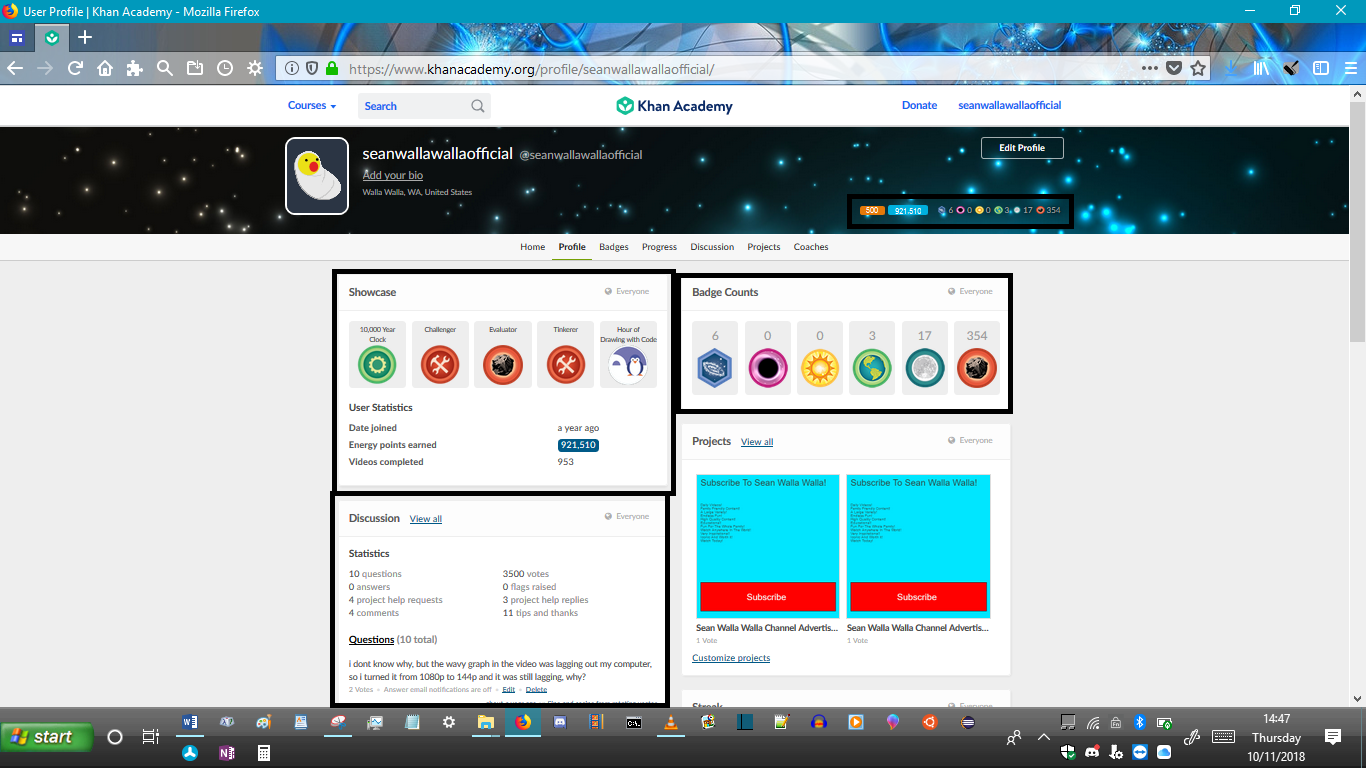 User Profile | Khan Academy - Mozilla Firefox
https://www.khanacademy.org/profile/seanwallawallaofficial/
Courses
Search
Khan Academy
Donate
seanwallawallaofficial
seanwallawallaofficial @seanwallawallaofficial
Add your bio
Walla Walla, WA, United States
Edit Profile
500 921,510 6 0 0 3 17 354
Home Profile Badges Progress Discussion Projects Coaches
Showcase Everyone
10,000 Year Clock
Challenger
Evaluator
Tinkerer
Hour of Drawing with Code
User Statistics
Date joined a year ago
Energy points earned 921,510
Videos completed 953
Badge Counts Everyone
6 0 0 3 17 354
Discussion View all Everyone
Statistics
10 questions 3500 votes
0 answers 0 flags raised
4 project help requests 3 project help replies
4 comments 11 tips and thanks
Questions (10 total)
i dont know why, but the wavy graph in the video was lagging out my computer,
so i turned it from 1080p to 144p and it was still lagging, why?
2 Votes • Answer email notifications are off • Edit • Delete
Projects View all Everyone
Subscribe To Sean Walla Walla!
Subscribe
Sean Walla Walla Channel Advertis...
1 Vote
Subscribe To Sean Walla Walla!
Subscribe
Sean Walla Walla Channel Advertis...
1 Vote
Customize projects
Streak Everyone
start
14:47
Thursday
10/11/2018